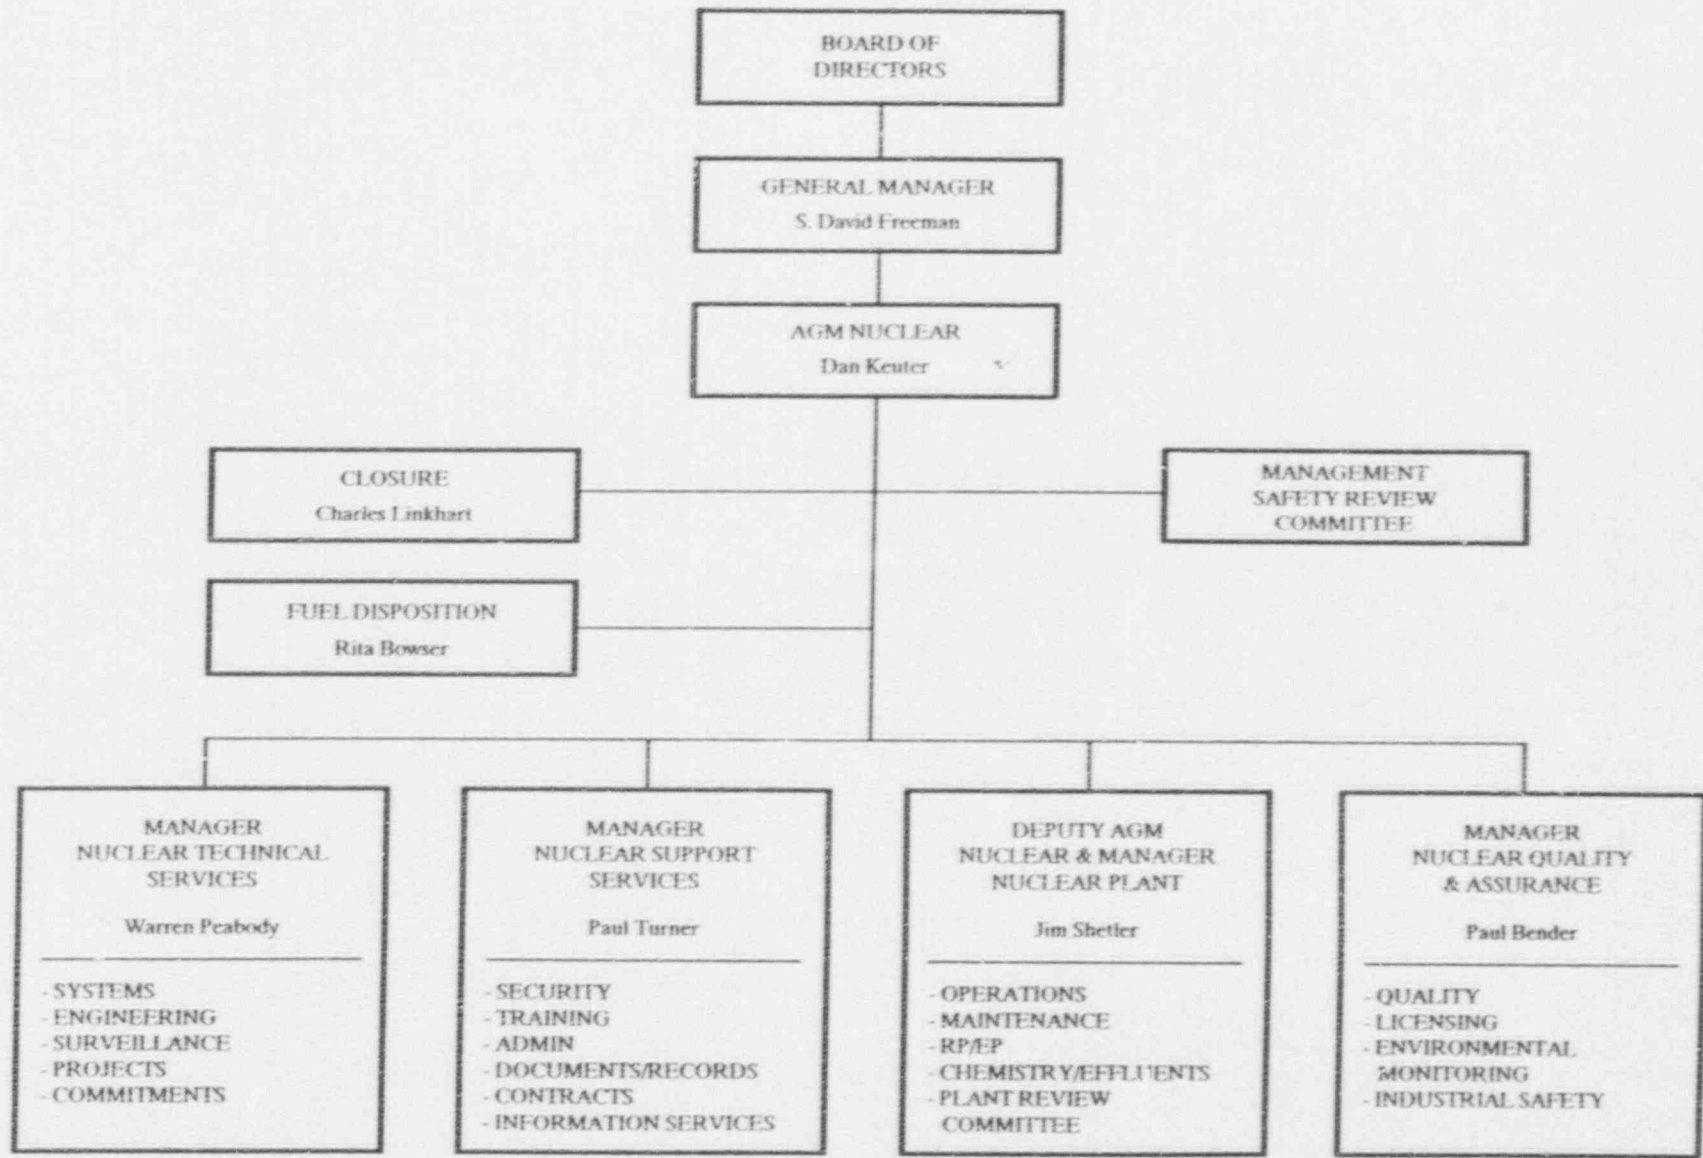 BOARD OF
DIRECTORS
GENERAL MANAGER
S. David Freeman
AGM NUCLEAR
Dan Keuter
CLOSURE
Charles Linkhart
MANAGEMENT
SAFETY REVIEW
COMMITTEE
FUEL DISPOSITION
Rita Bowser
MANAGER
NUCLEAR TECHNICAL
SERVICES
Warren Peabody
- SYSTEMS
- ENGINEERING
- SURVEILLANCE
- PROJECTS
- COMMITMENTS
MANAGER
NUCLEAR SUPPORT
SERVICES
Paul Turner
- SECURITY
- TRAINING
- ADMIN
- DOCUMENTS/RECORDS
- CONTRACTS
- INFORMATION SERVICES
DEPUTY AGM
NUCLEAR & MANAGER
NUCLEAR PLANT
Jim Shetler
- OPERATIONS
- MAINTENANCE
- RP/EP
- CHEMISTRY/EFFLUENTS
- PLANT REVIEW
COMMITTEE
MANAGER
NUCLEAR QUALITY
& ASSURANCE
Paul Bender
- QUALITY
- LICENSING
- ENVIRONMENTAL
MONITORING
- INDUSTRIAL SAFETY